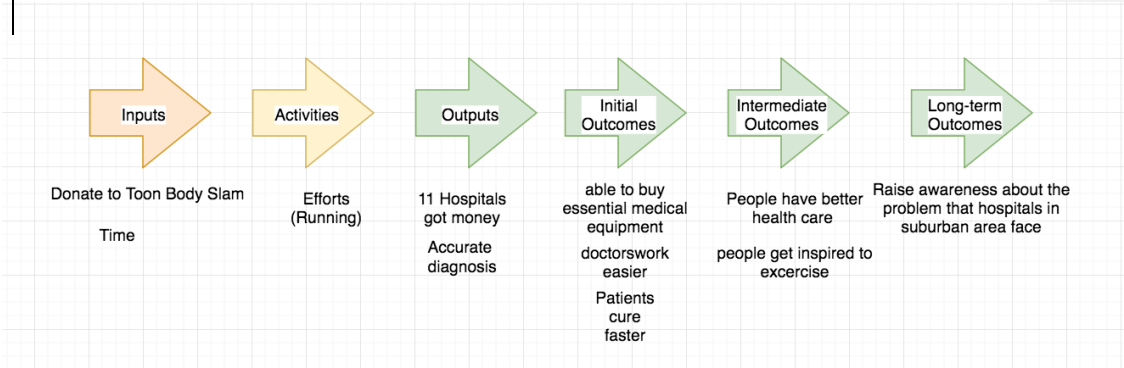 Inputs
Donate to Toon Body Slam
Time
Activities
Efforts
(Running)
Outputs
11 Hospitals
got money
Accurate
diagnosis
Initial
Outcomes
able to buy
essential medical
equipment
doctorswork
easier
Patients
cure
faster
Intermediate
Outcomes
People have better
health care
people get inspired to
excercise
Long-term
Outcomes
Raise awareness about the
problem that hospitals in
suburban area face